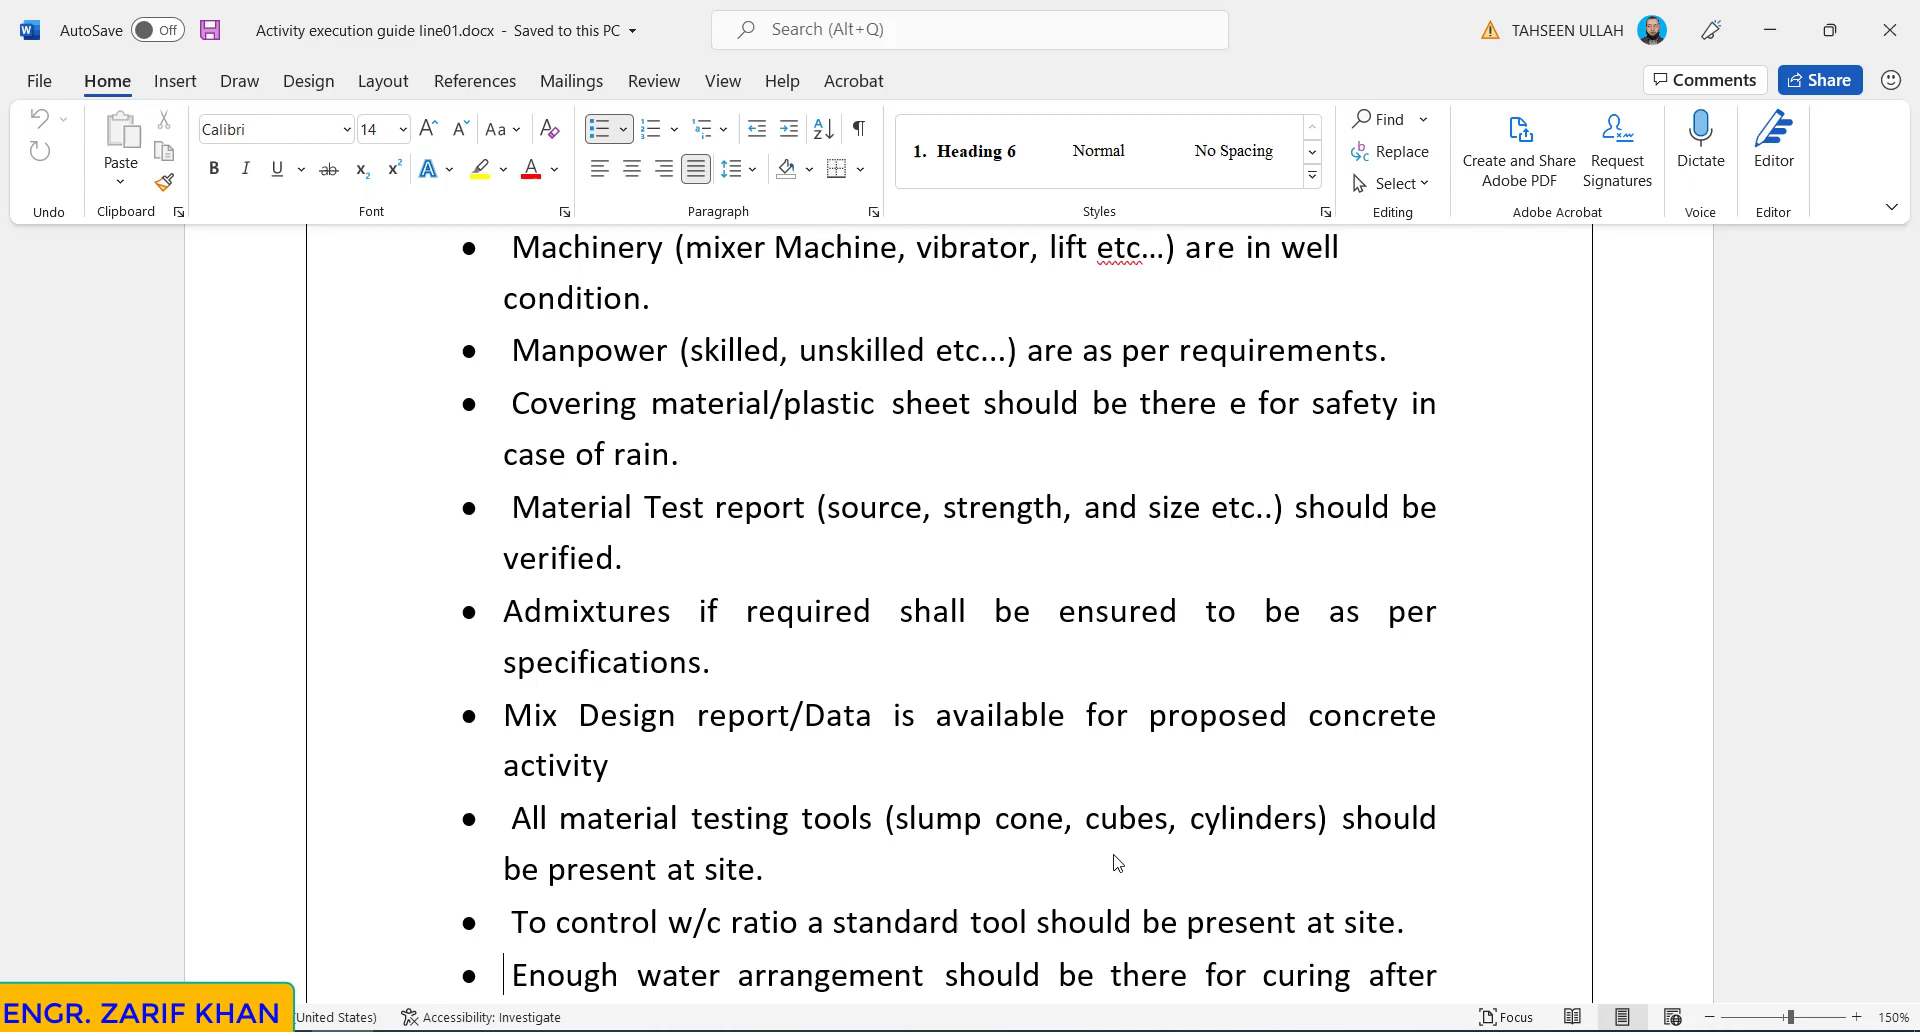 AutoSave Off Activity execution guide line01.docx - Saved to this PC Search (Alt+Q) TAHSEEN ULLAH
File Home Insert Draw Design Layout References Mailings Review View Help Acrobat Comments Share
Paste Calibri 14 Aa 1. Heading 6 Normal No Spacing Find Replace Select Create and Share Adobe PDF Request Signatures Dictate Editor
Undo Clipboard Font Paragraph Styles Editing Adobe Acrobat Voice Editor
• Machinery (mixer Machine, vibrator, lift etc...) are in well
condition.
• Manpower (skilled, unskilled etc...) are as per requirements.
• Covering material/plastic sheet should be there e for safety in
case of rain.
• Material Test report (source, strength, and size etc..) should be
verified.
• Admixtures if required shall be ensured to be as per
specifications.
• Mix Design report/Data is available for proposed concrete
activity
• All material testing tools (slump cone, cubes, cylinders) should
be present at site.
• To control w/c ratio a standard tool should be present at site.
• Enough water arrangement should be there for curing after
ENGR. ZARIF KHAN United States) Accessibility: Investigate Focus 150%